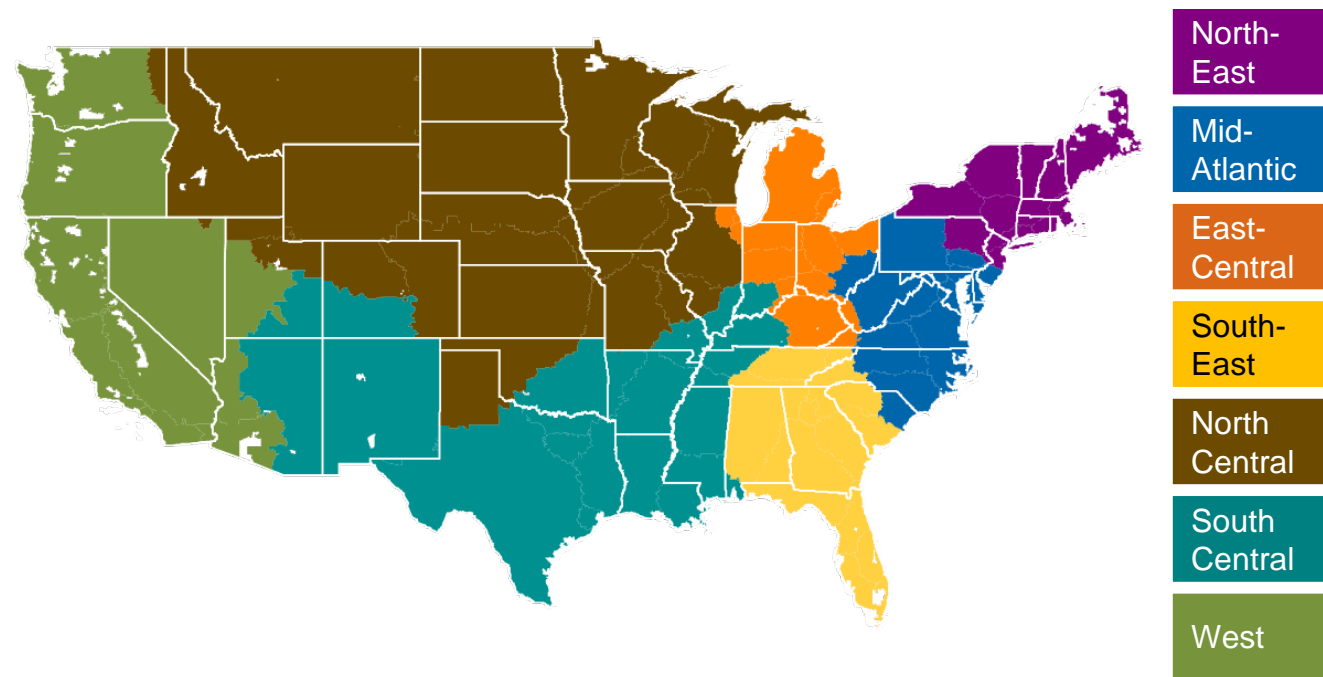 North-
East
Mid-
Atlantic
East-
Central
South-
East
North
Central
South
Central
West